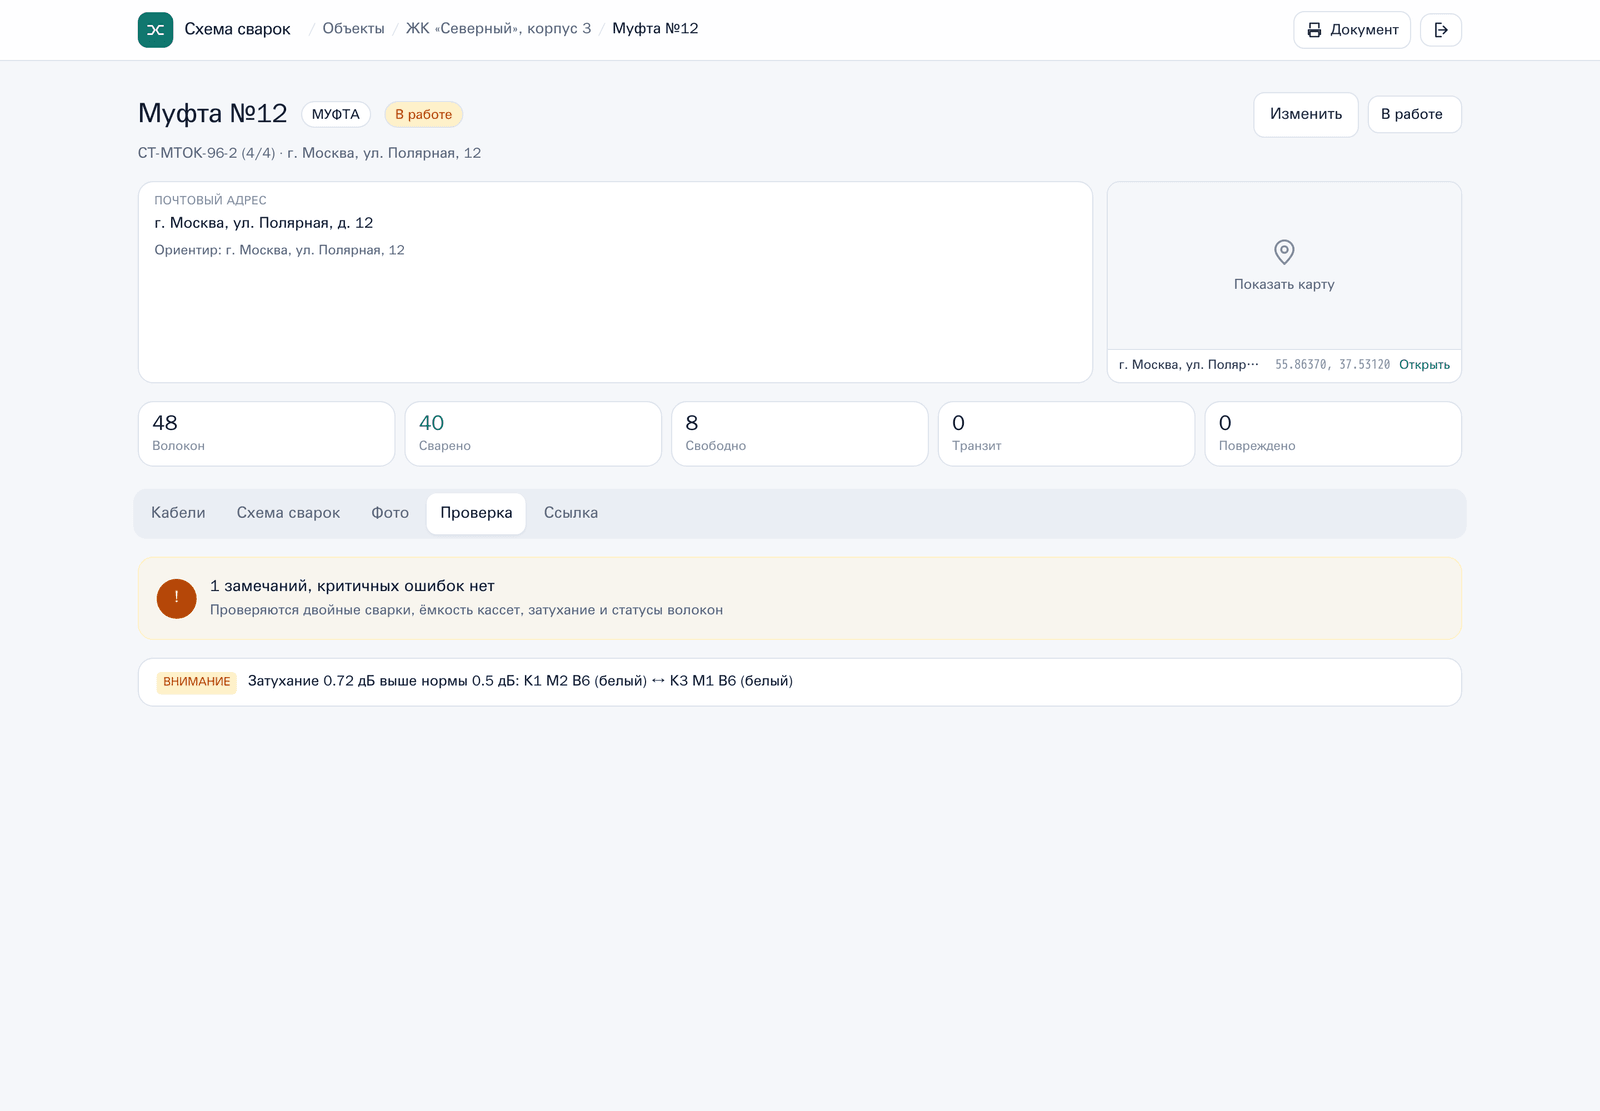 Схема сварок / Объекты / ЖК «Северный», корпус 3 / Муфта №12
Документ
Муфта №12 МУФТА В работе
Изменить В работе
СТ-МТОК-96-2 (4/4) · г. Москва, ул. Полярная, 12
ПОЧТОВЫЙ АДРЕС
г. Москва, ул. Полярная, д. 12
Ориентир: г. Москва, ул. Полярная, 12
Показать карту
г. Москва, ул. Поляр··· 55.86370, 37.53120 Открыть
48
Волокон
40
Сварено
8
Свободно
0
Транзит
0
Повреждено
Кабели Схема сварок Фото Проверка Ссылка
! 1 замечаний, критичных ошибок нет
Проверяются двойные сварки, ёмкость кассет, затухание и статусы волокон
ВНИМАНИЕ Затухание 0.72 дБ выше нормы 0.5 дБ: К1 М2 В6 (белый) ↔ К3 М1 В6 (белый)